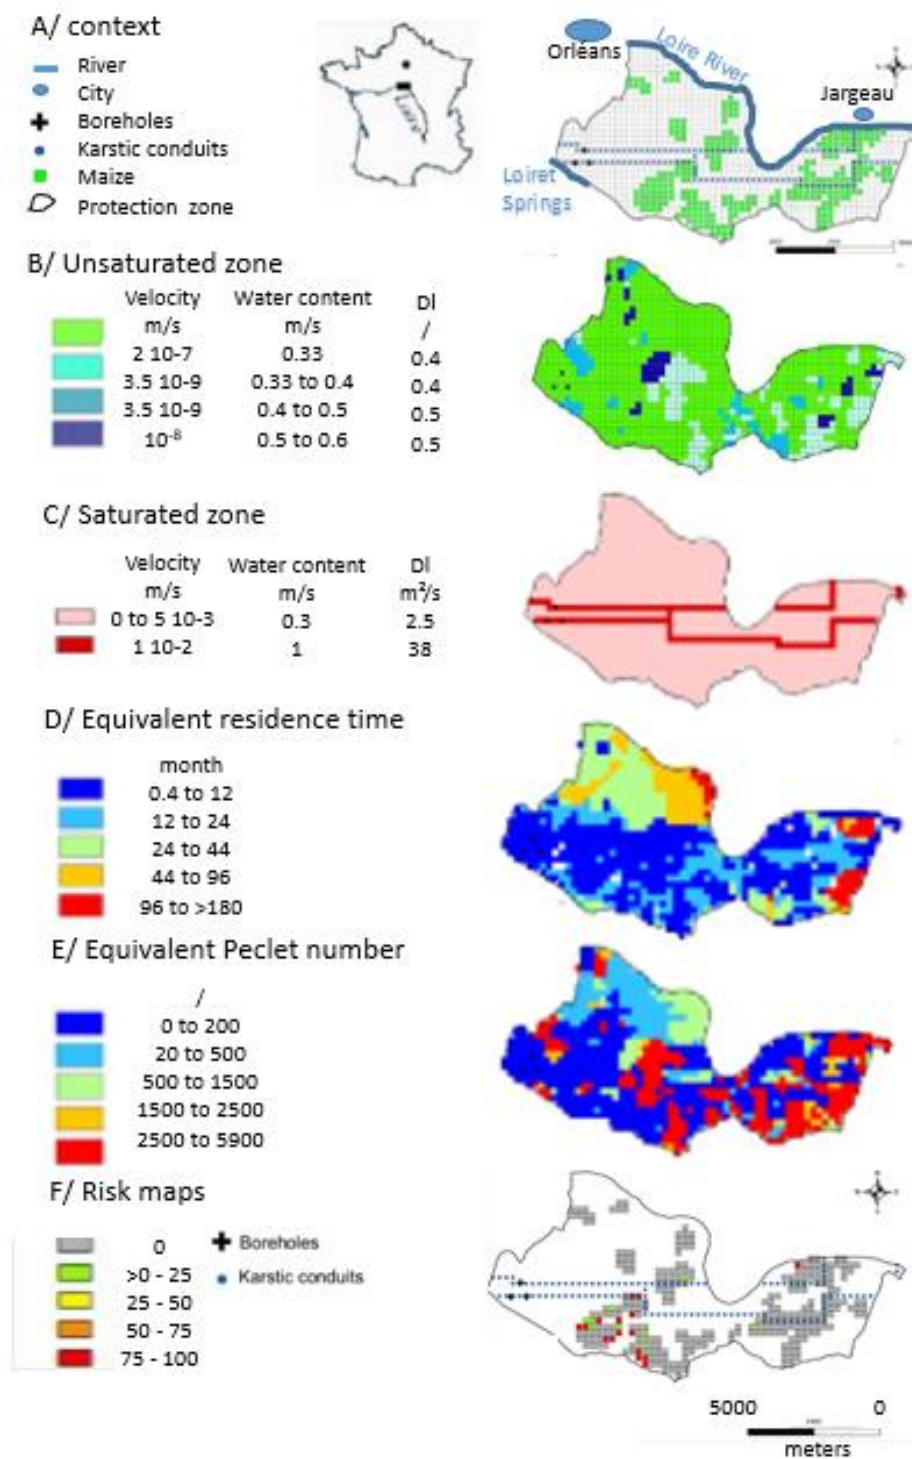 A/ context
River
City
Boreholes
Karstic conduits
Maize
Protection zone
Loire
Orléans
Loire River
Jargeau
Loiret
Springs
B/ Unsaturated zone
Velocity Water content Dl
m/s m/s /
2 10-7 0.33 0.4
3.5 10-9 0.33 to 0.4 0.4
3.5 10-9 0.4 to 0.5 0.5
10-8 0.5 to 0.6 0.5
C/ Saturated zone
Velocity Water content Dl
m/s m/s m²/s
0 to 5 10-3 0.3 2.5
1 10-2 1 38
D/ Equivalent residence time
month
0.4 to 12
12 to 24
24 to 44
44 to 96
96 to >180
E/ Equivalent Peclet number
/
0 to 200
20 to 500
500 to 1500
1500 to 2500
2500 to 5900
F/ Risk maps
0
>0 - 25
25 - 50
50 - 75
75 - 100
Boreholes
Karstic conduits
5000 0
meters